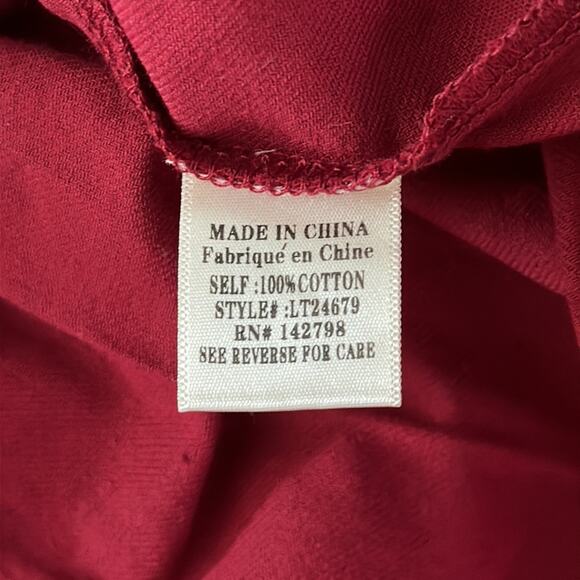 MADE IN CHINA
Fabriqué en Chine
SELF :100%COTTON
STYLE# :LT24679
RN# 142798
SEE REVERSE FOR CARE